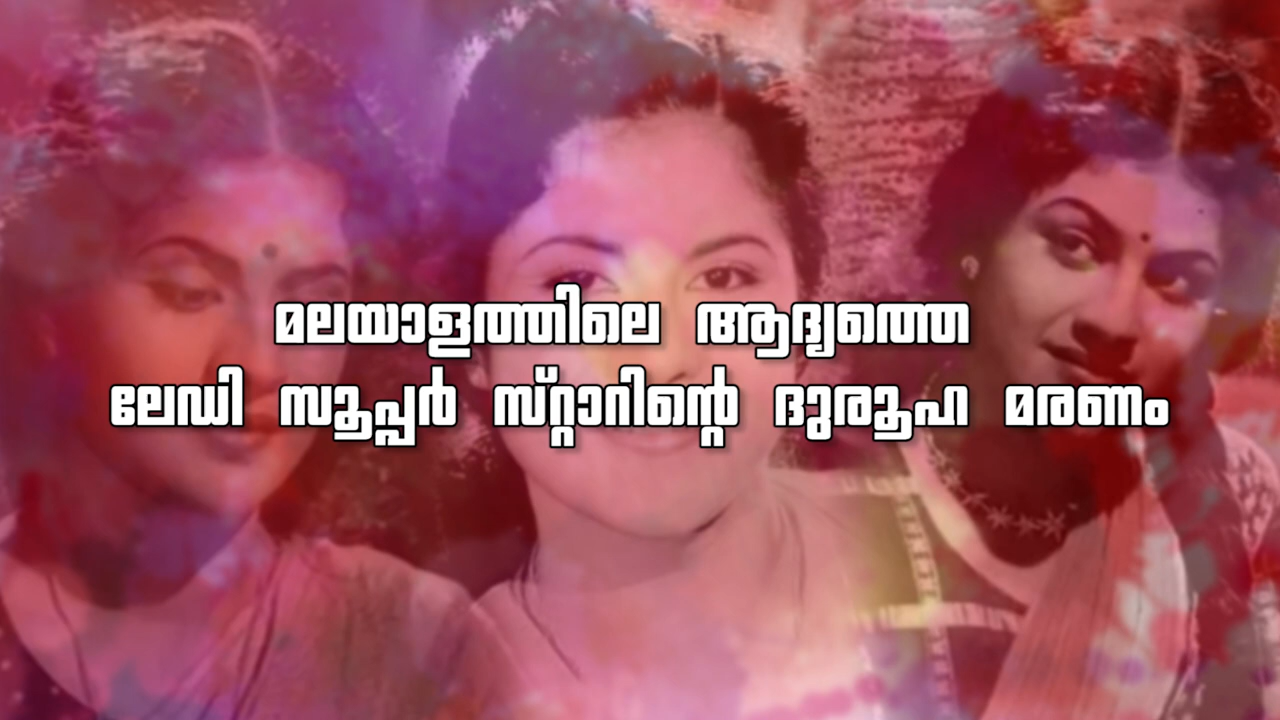 മലയാളത്തിലെ ആദ്യത്തെ
ലേഡി സൂപ്പർ സ്റ്റാറിന്റെ ദുരൂഹ മരണം